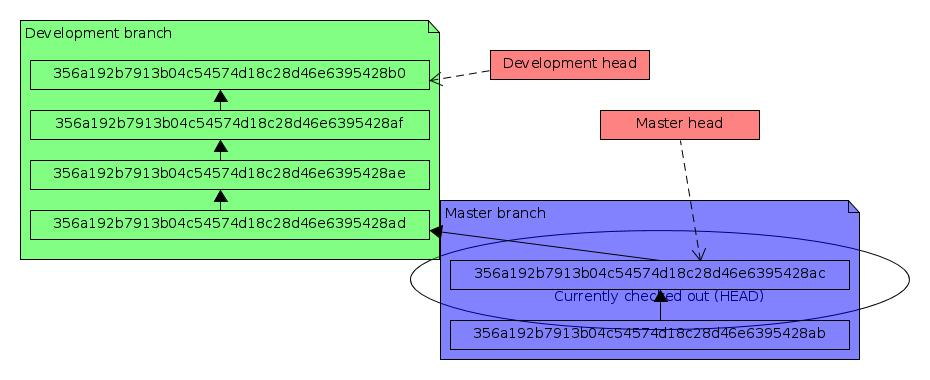 Development branch
356a192b7913b04c54574d18c28d46e6395428b0
Development head
356a192b7913b04c54574d18c28d46e6395428af
Master head
356a192b7913b04c54574d18c28d46e6395428ae
356a192b7913b04c54574d18c28d46e6395428ad
Master branch
356a192b7913b04c54574d18c28d46e6395428ac
Currently checked out (HEAD)
356a192b7913b04c54574d18c28d46e6395428ab